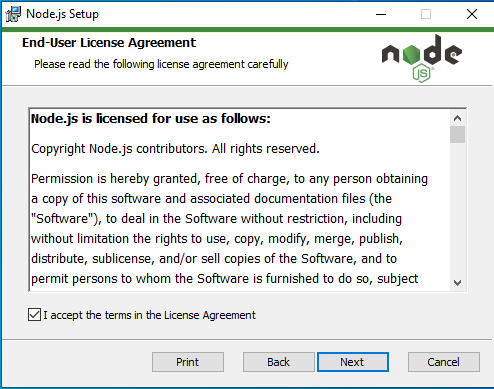 Node.js Setup
End-User License Agreement
Please read the following license agreement carefully
node
JS
Node.js is licensed for use as follows:
Copyright Node.js contributors. All rights reserved.
Permission is hereby granted, free of charge, to any person obtaining
a copy of this software and associated documentation files (the
"Software"), to deal in the Software without restriction, including
without limitation the rights to use, copy, modify, merge, publish,
distribute, sublicense, and/or sell copies of the Software, and to
permit persons to whom the Software is furnished to do so, subject
I accept the terms in the License Agreement
Print
Back
Next
Cancel